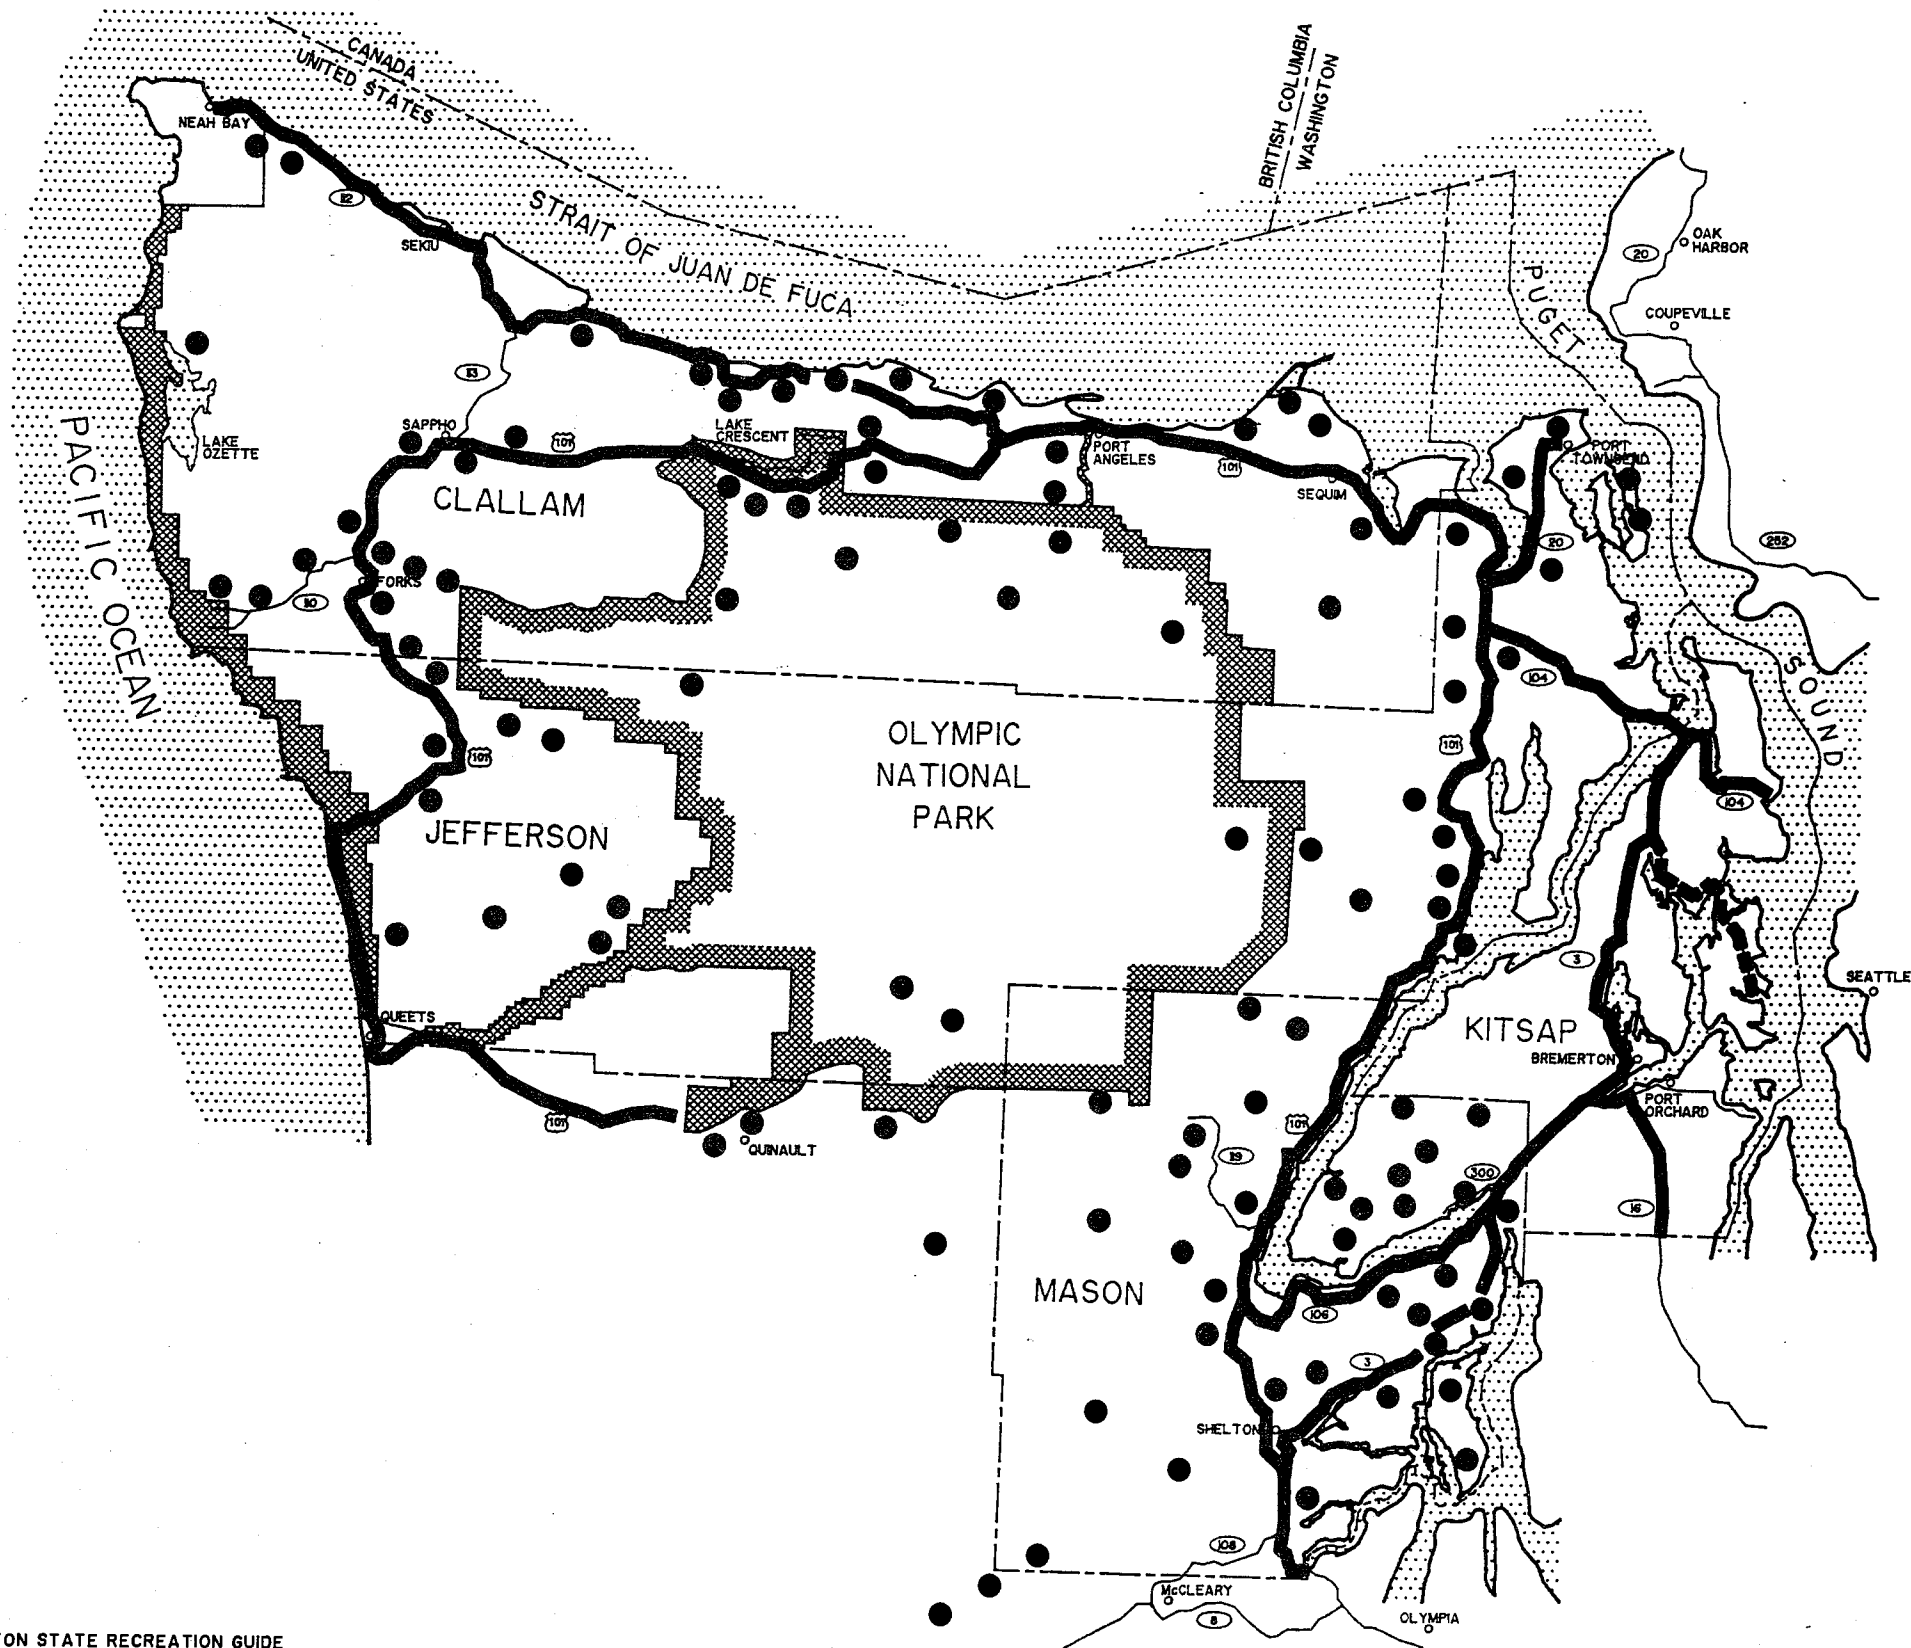 CANADA
UNITED STATES
BRITISH COLUMBIA
WASHINGTON
NEAH BAY
112
SEKIU
STRAIT OF JUAN DE FUCA
PUGET
SOUND
OAK
HARBOR
20
COUPEVILLE
113
SAPPHO
101
LAKE
CRESCENT
LAKE
OZETTE
PACIFIC OCEAN
CLALLAM
PORT
ANGELES
101
SEQUIM
PORT
TOWNSEND
20
252
FORKS
110
104
101
OLYMPIC
NATIONAL
PARK
101
104
JEFFERSON
3
SEATTLE
QUEETS
KITSAP
BREMERTON
PORT
ORCHARD
101
101
QUINAULT
119
300
16
MASON
106
3
SHELTON
108
McCLEARY
8
OLYMPIA
TON STATE RECREATION GUIDE